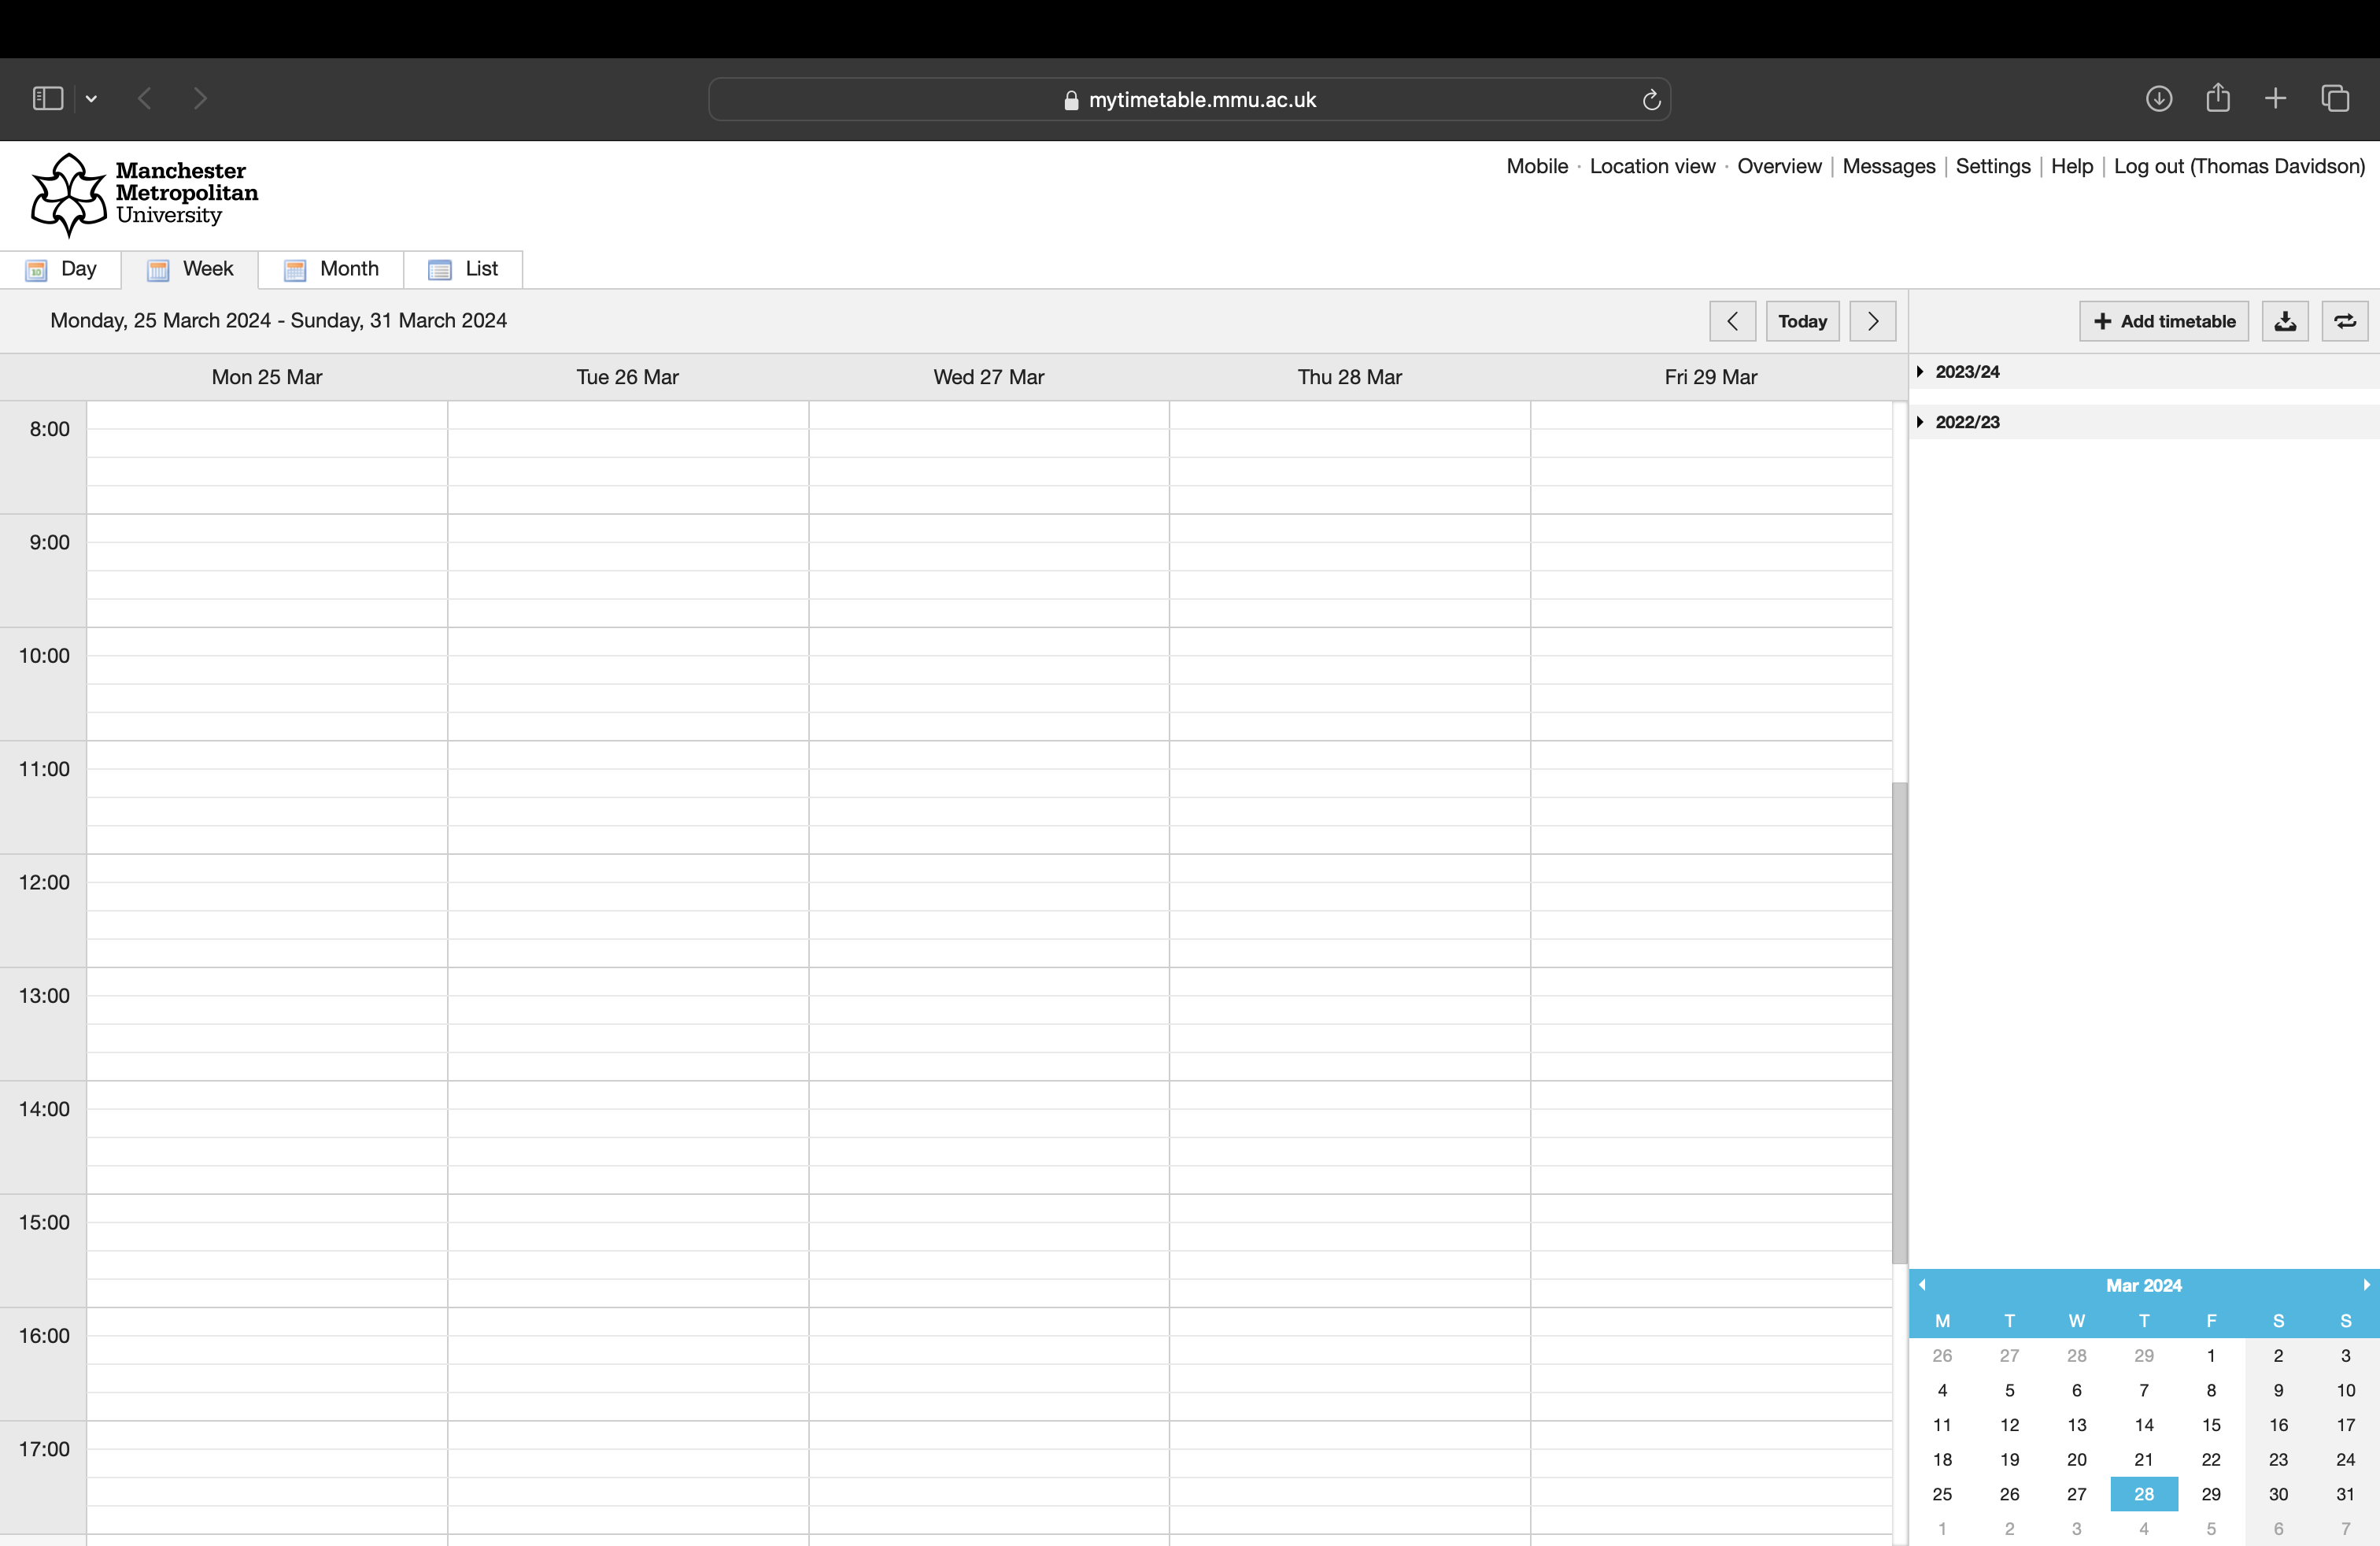 mytimetable.mmu.ac.uk
Manchester
Metropolitan
University
Mobile · Location view · Overview | Messages | Settings | Help | Log out (Thomas Davidson)
10 Day Week Month List
Monday, 25 March 2024 - Sunday, 31 March 2024
Today
Add timetable
Mon 25 Mar Tue 26 Mar Wed 27 Mar Thu 28 Mar Fri 29 Mar
2023/24
2022/23
8:00
9:00
10:00
11:00
12:00
13:00
14:00
15:00
16:00
17:00
Mar 2024
M T W T F S S
26 27 28 29 1 2 3
4 5 6 7 8 9 10
11 12 13 14 15 16 17
18 19 20 21 22 23 24
25 26 27 28 29 30 31
1 2 3 4 5 6 7